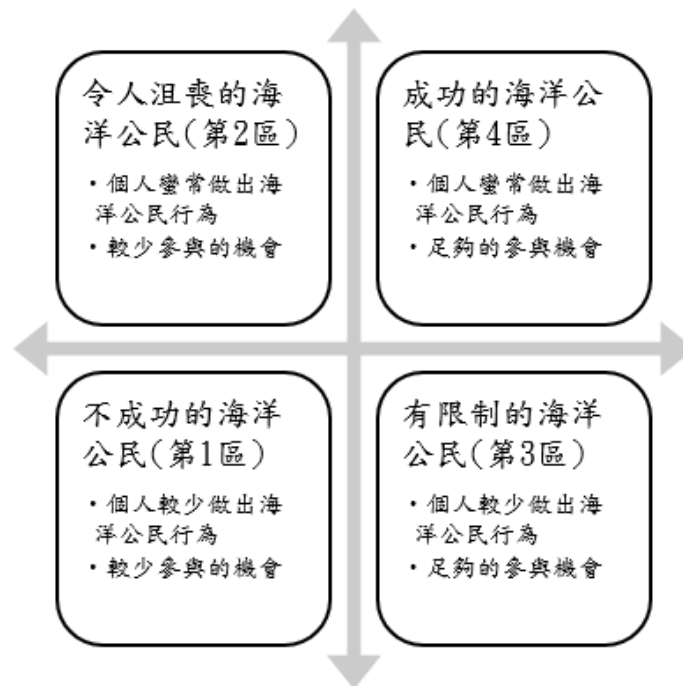 令人沮喪的海
洋公民(第2區)
・個人蠻常做出海
洋公民行為
・較少參與的機會
成功的海洋公
民(第4區)
・個人蠻常做出海
洋公民行為
・足夠的參與機會
不成功的海洋
公民(第1區)
・個人較少做出海
洋公民行為
・較少參與的機會
有限制的海洋
公民(第3區)
・個人較少做出海
洋公民行為
・足夠的參與機會